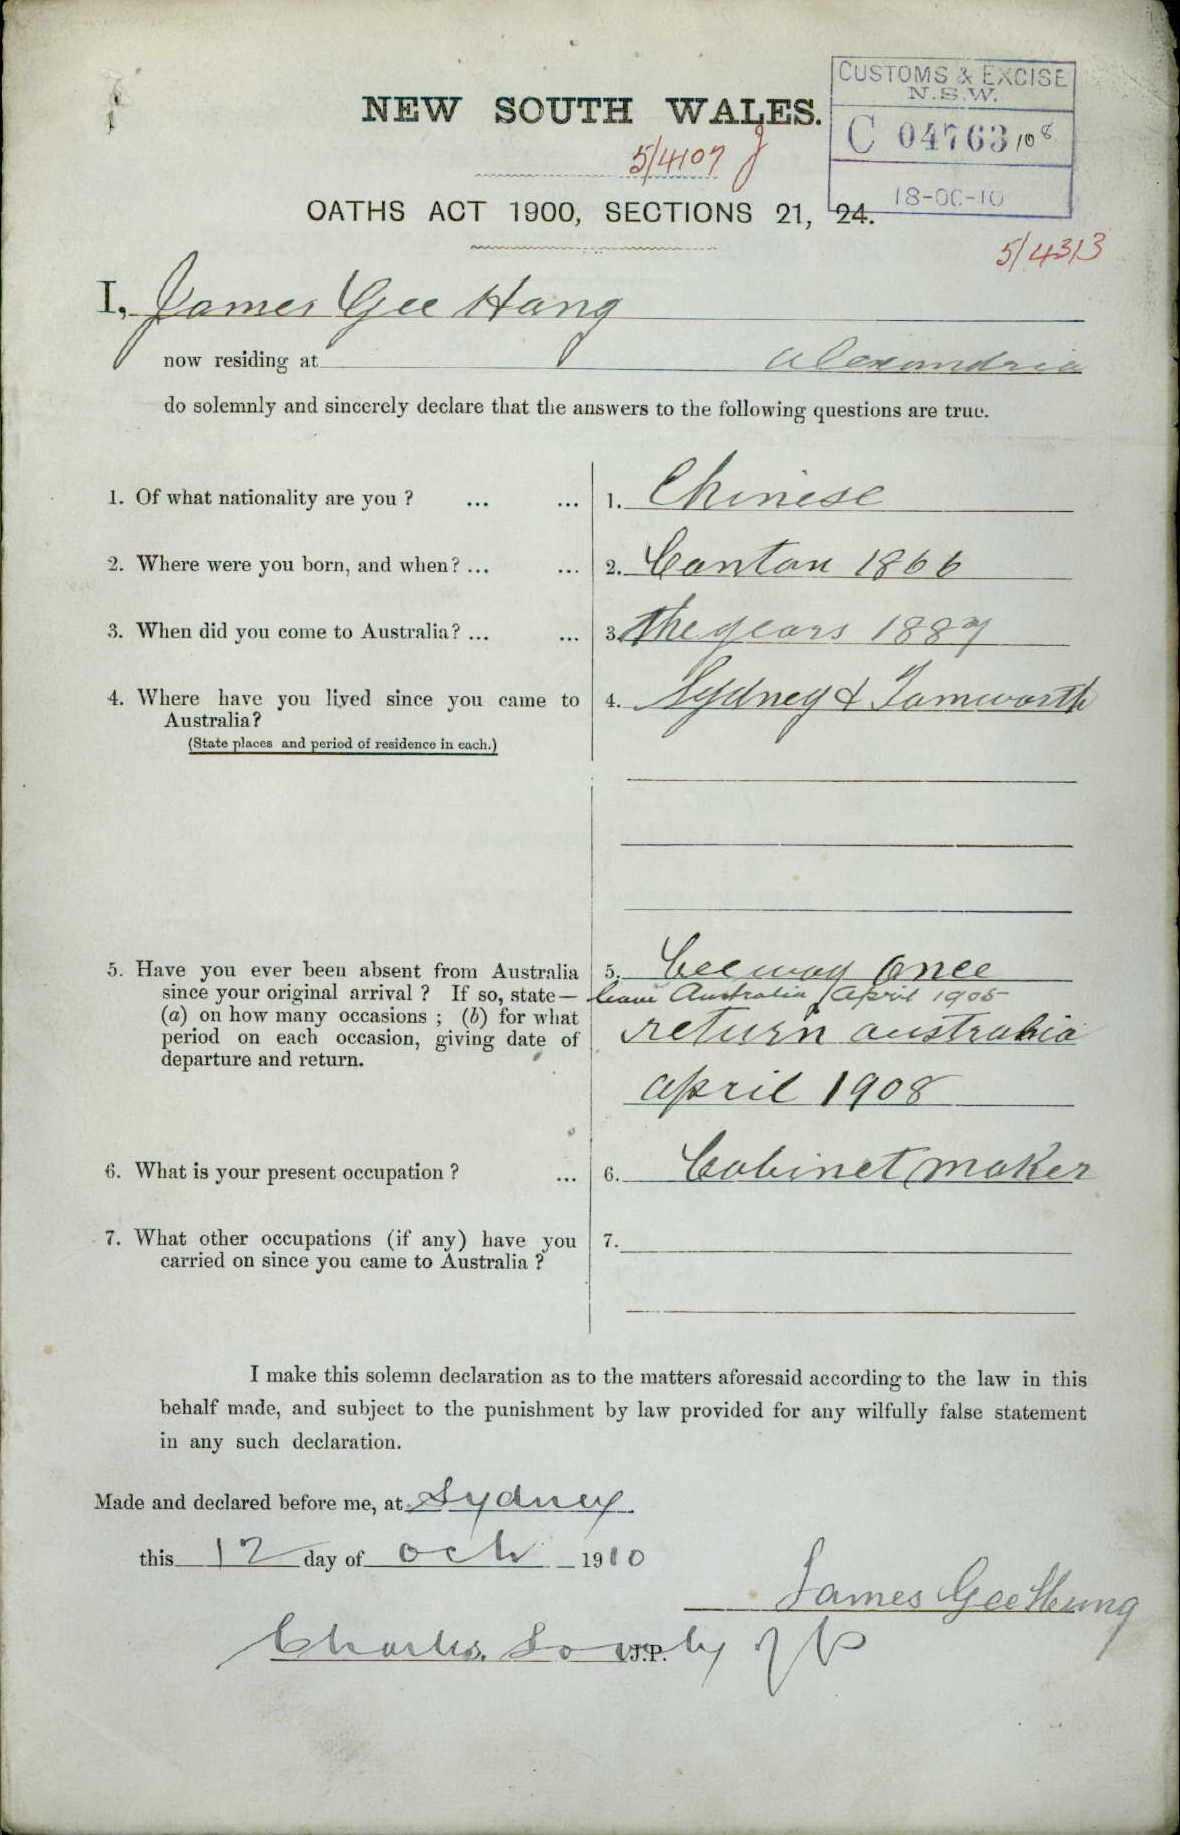 CUSTOMS & EXCISE
N.S.W.
C 04763 /10 8
18-OC-10
NEW SOUTH WALES.
5/4107 J
OATHS ACT 1900, SECTIONS 21, 24.
5/4313
I, James Gee Hang
now residing at Alexandria
do solemnly and sincerely declare that the answers to the following questions are true.
1. Of what nationality are you ? ... ... 1. Chinese
2. Where were you born, and when? ... ... 2. Canton 1866
3. When did you come to Australia? ... ... 3. The years 1887
4. Where have you lived since you came to 4. Sydney & Tamworth
Australia?
(State places and period of residence in each.)
5. Have you ever been absent from Australia 5. once
since your original arrival ? If so, state— leave Australia April 1905
(a) on how many occasions ; (b) for what
period on each occasion, giving date of return australia
departure and return.
april 1908
6. What is your present occupation ? ... 6. Cabinet maker
7. What other occupations (if any) have you 7.
carried on since you came to Australia ?
I make this solemn declaration as to the matters aforesaid according to the law in this
behalf made, and subject to the punishment by law provided for any wilfully false statement
in any such declaration.
Made and declared before me, at Sydney
this 12 day of oct 1910
James Gee Hung
Charles J.P. JP